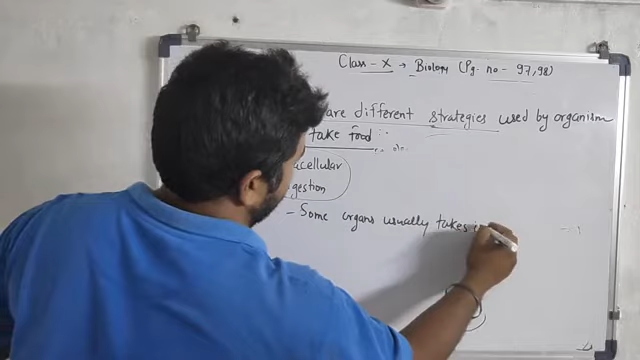 Class - X → Biology (Pg. no - 97,98)
are different strategies used by organism
take food :-
acellular
gestion
- Some organs usually takes